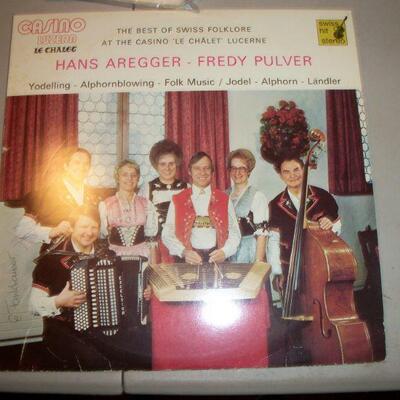 CASINO
LUZERN
LE CHÂLET
THE BEST OF SWISS FOLKLORE
AT THE CASINO 'LE CHÂLET' LUCERNE
swiss
hit
stereo
HANS AREGGER - FREDY PULVER
Yodelling - Alphornblowing - Folk Music / Jodel - Alphorn - Ländler